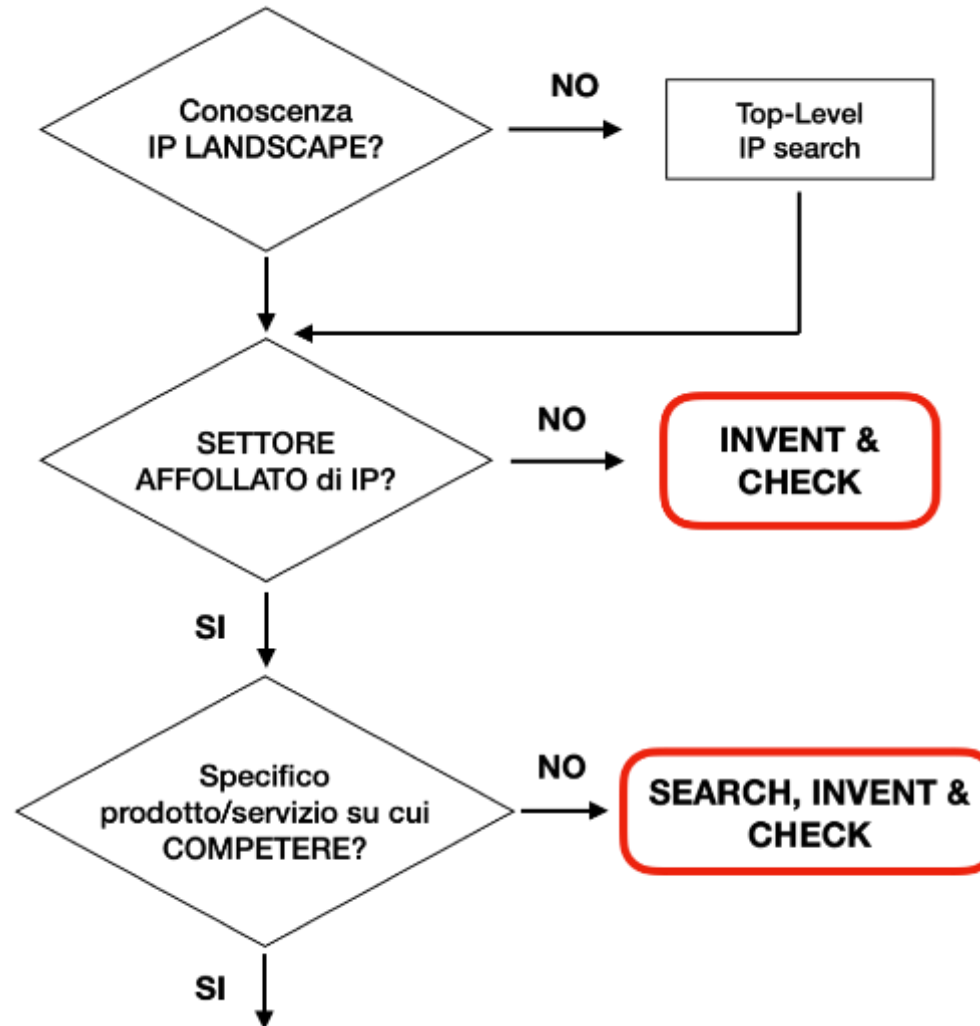 Conoscenza
IP LANDSCAPE?
NO
Top-Level
IP search
SETTORE
AFFOLLATO di IP?
NO
INVENT &
CHECK
SI
Specifico
prodotto/servizio su cui
COMPETERE?
NO
SEARCH, INVENT &
CHECK
SI